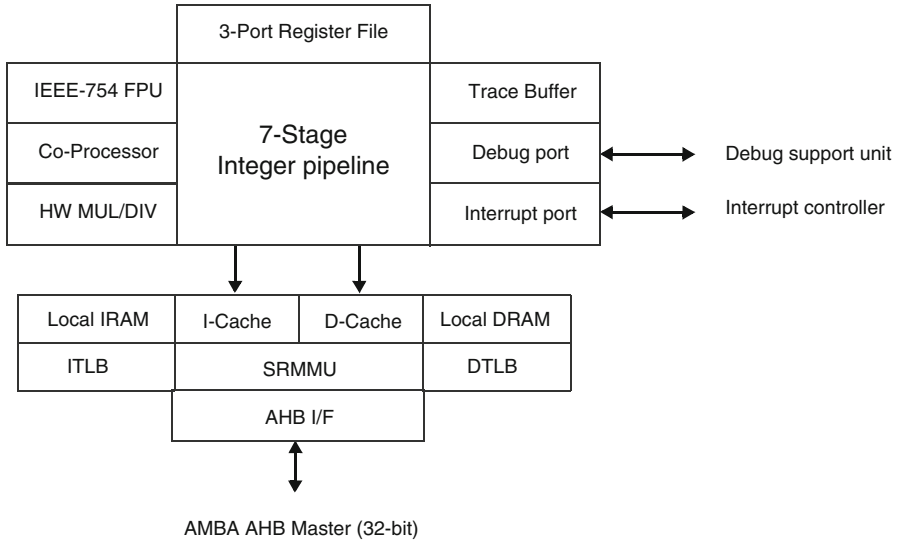 3-Port Register File
IEEE-754 FPU
7-Stage
Integer pipeline
Trace Buffer
Co-Processor
Debug port
Debug support unit
HW MUL/DIV
Interrupt port
Interrupt controller
Local IRAM
I-Cache
D-Cache
Local DRAM
ITLB
SRMMU
DTLB
AHB I/F
AMBA AHB Master (32-bit)